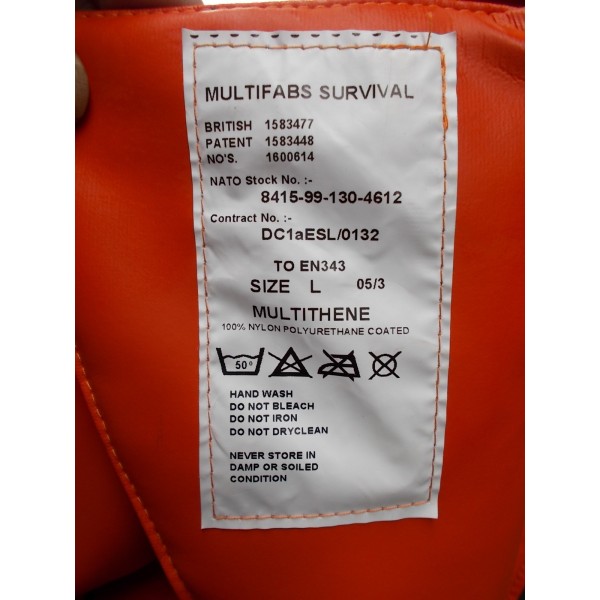 MULTIFABS SURVIVAL
BRITISH 1583477
PATENT 1583448
NO'S. 1600614
NATO Stock No. :-
8415-99-130-4612
Contract No. :-
DC1aESL/0132
TO EN343
SIZE L 05/3
MULTITHENE
100% NYLON POLYURETHANE COATED
50°
HAND WASH
DO NOT BLEACH
DO NOT IRON
DO NOT DRYCLEAN
NEVER STORE IN
DAMP OR SOILED
CONDITION